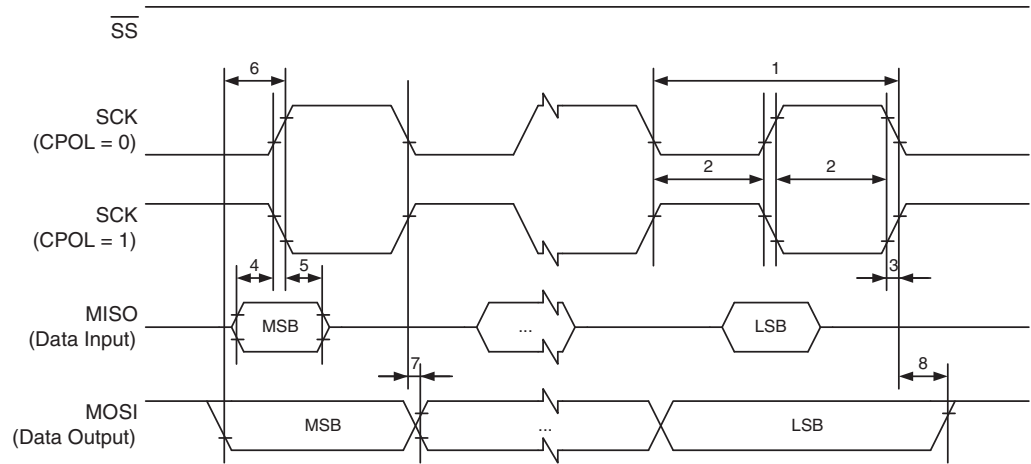 SS
6
1
SCK
(CPOL = 0)
2
2
SCK
(CPOL = 1)
4
5
3
MISO
(Data Input)
MSB
...
LSB
7
8
MOSI
(Data Output)
MSB
...
LSB